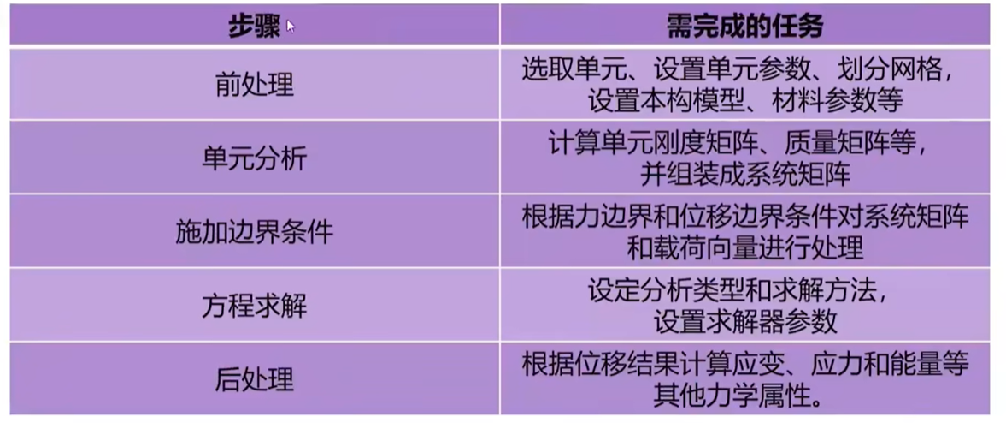 步骤
需完成的任务
前处理
选取单元、设置单元参数、划分网格，
设置本构模型、材料参数等
单元分析
计算单元刚度矩阵、质量矩阵等，
并组装成系统矩阵
施加边界条件
根据力边界和位移边界条件对系统矩阵
和载荷向量进行处理
方程求解
设定分析类型和求解方法，
设置求解器参数
后处理
根据位移结果计算应变、应力和能量等
其他力学属性。